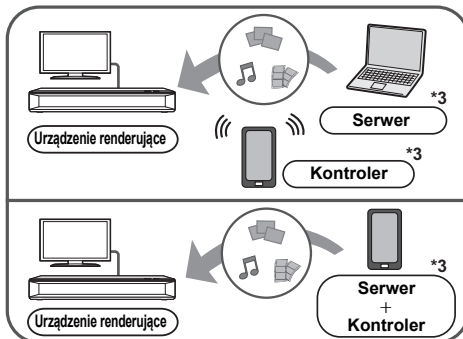 *3
Serwer
Urządzenie renderujące
*3
Kontroler
*3
Serwer
+
Kontroler
Urządzenie renderujące